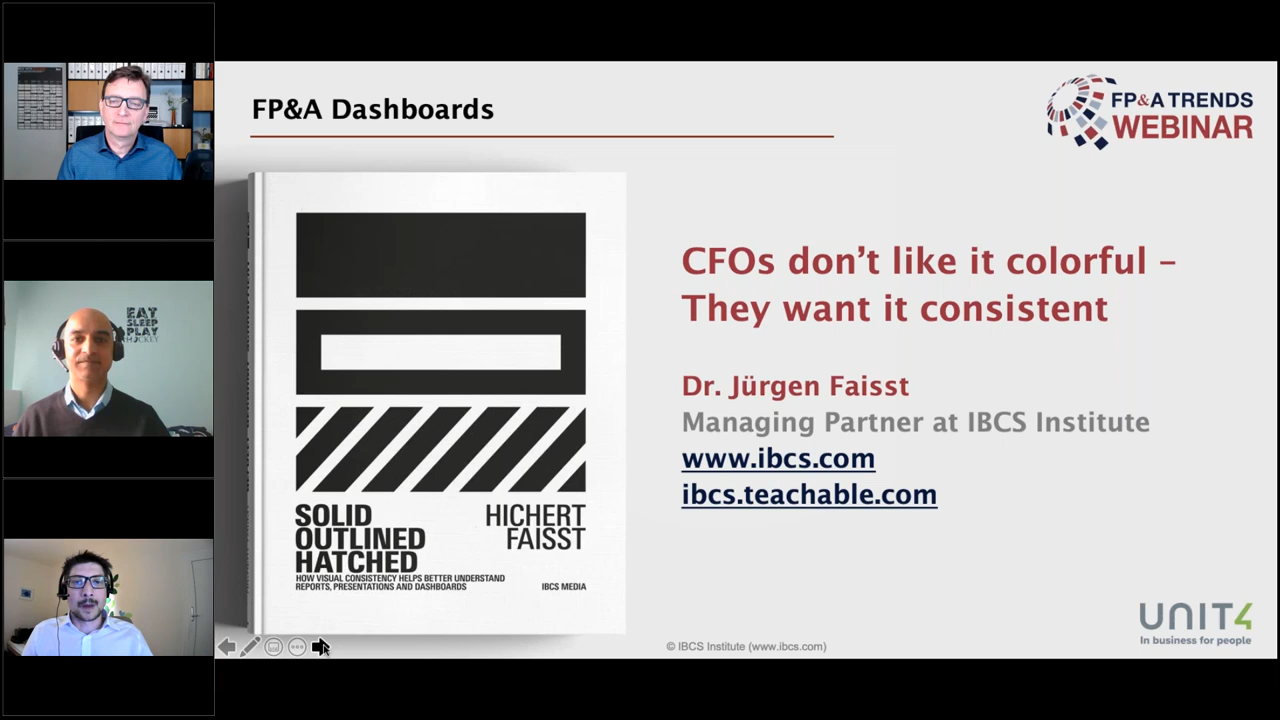 FP&A Dashboards
FP&A TRENDS
WEBINAR
EAT
SLEEP
PLAY
HOCKEY
CFOs don't like it colorful –
They want it consistent
Dr. Jürgen Faisst
Managing Partner at IBCS Institute
www.ibcs.com
ibcs.teachable.com
SOLID
OUTLINED
HATCHED
HICHERT
FAISST
HOW VISUAL CONSISTENCY HELPS BETTER UNDERSTAND
REPORTS, PRESENTATIONS AND DASHBOARDS
IBCS MEDIA
UNIT4
In business for people
© IBCS Institute (www.ibcs.com)